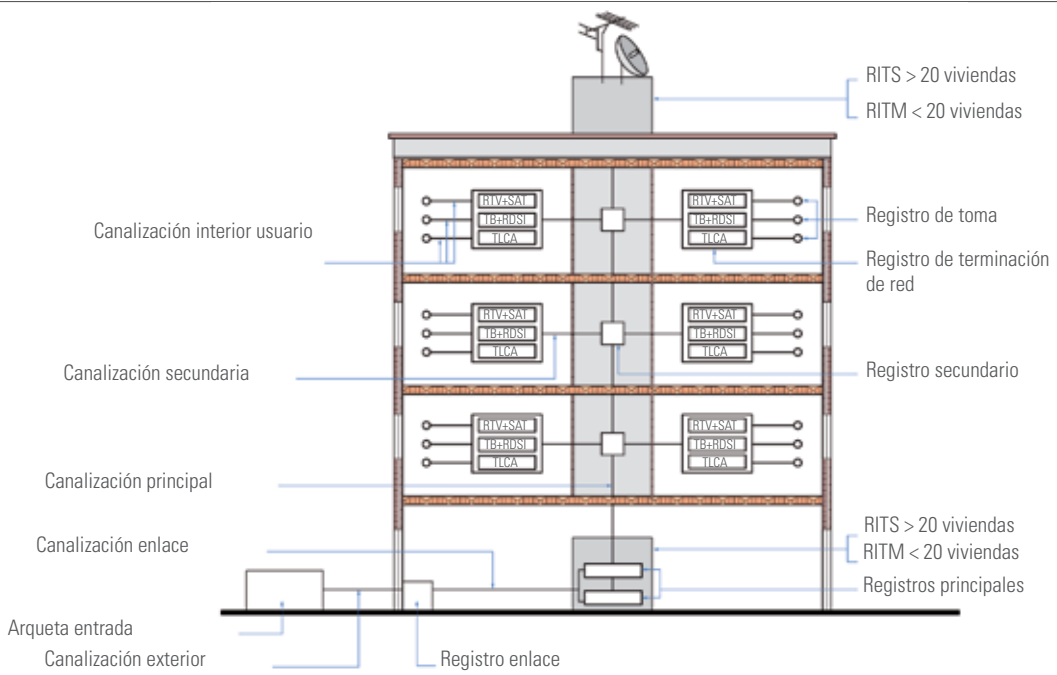 RITS > 20 viviendas
RITM < 20 viviendas
RTV+SAT
TB+RDSI
TLCA
RTV+SAT
TB+RDSI
TLCA
Canalización interior usuario
Registro de toma
Registro de terminación
de red
RTV+SAT
TB+RDSI
TLCA
RTV+SAT
TB+RDSI
TLCA
Canalización secundaria
Registro secundario
RTV+SAT
TB+RDSI
TLCA
RTV+SAT
TB+RDSI
TLCA
Canalización principal
RITS > 20 viviendas
RITM < 20 viviendas
Canalización enlace
Registros principales
Arqueta entrada
Canalización exterior
Registro enlace